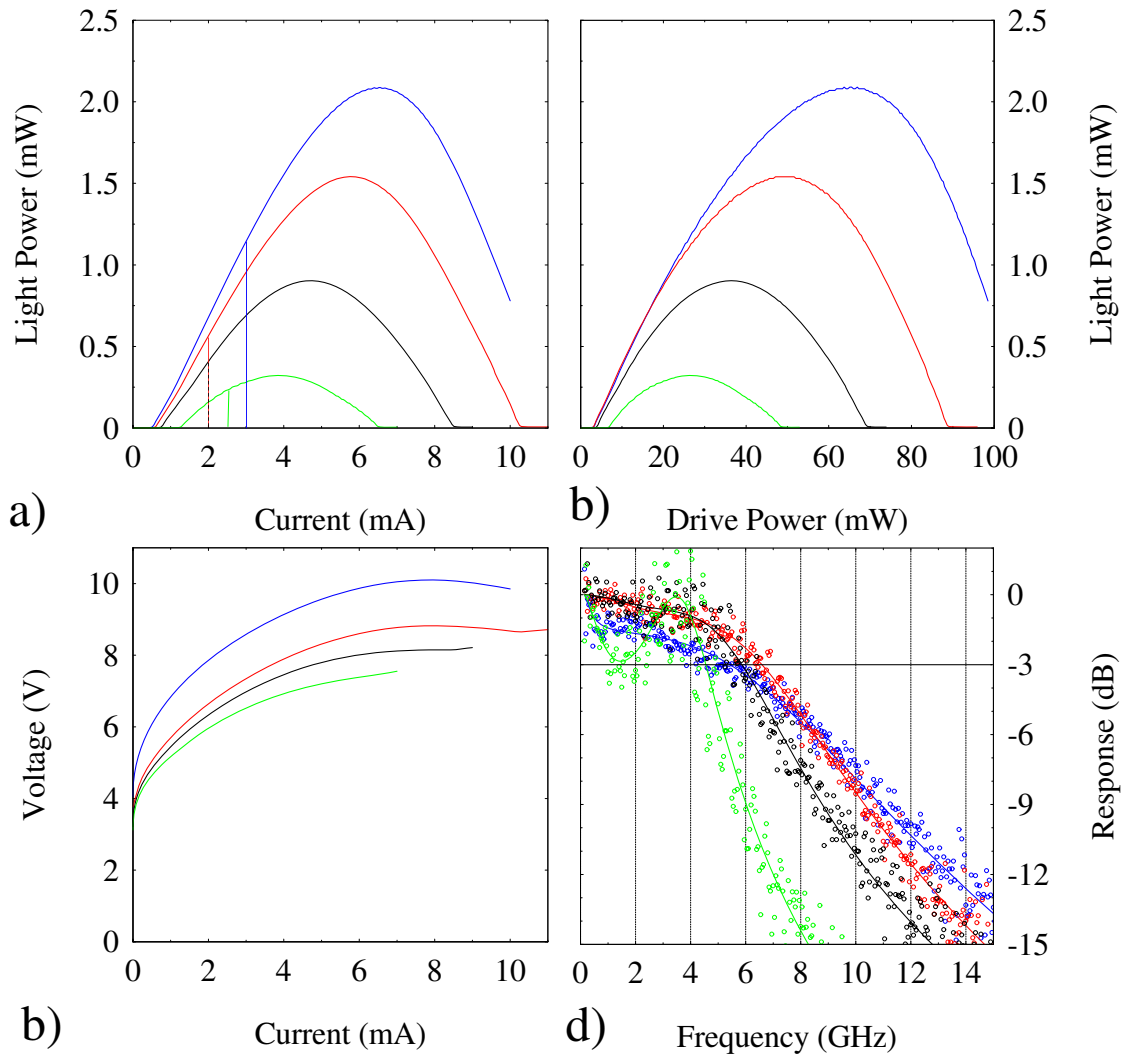 2.5
2.0
1.5
1.0
0.5
0
Light Power (mW)
0 2 4 6 8 10
a)
Current (mA)
2.5
2.0
1.5
1.0
0.5
0
Light Power (mW)
0 20 40 60 80 100
b)
Drive Power (mW)
10
8
6
4
2
0
Voltage (V)
0 2 4 6 8 10
b)
Current (mA)
0
-3
-6
-9
-12
-15
Response (dB)
0 2 4 6 8 10 12 14
d)
Frequency (GHz)